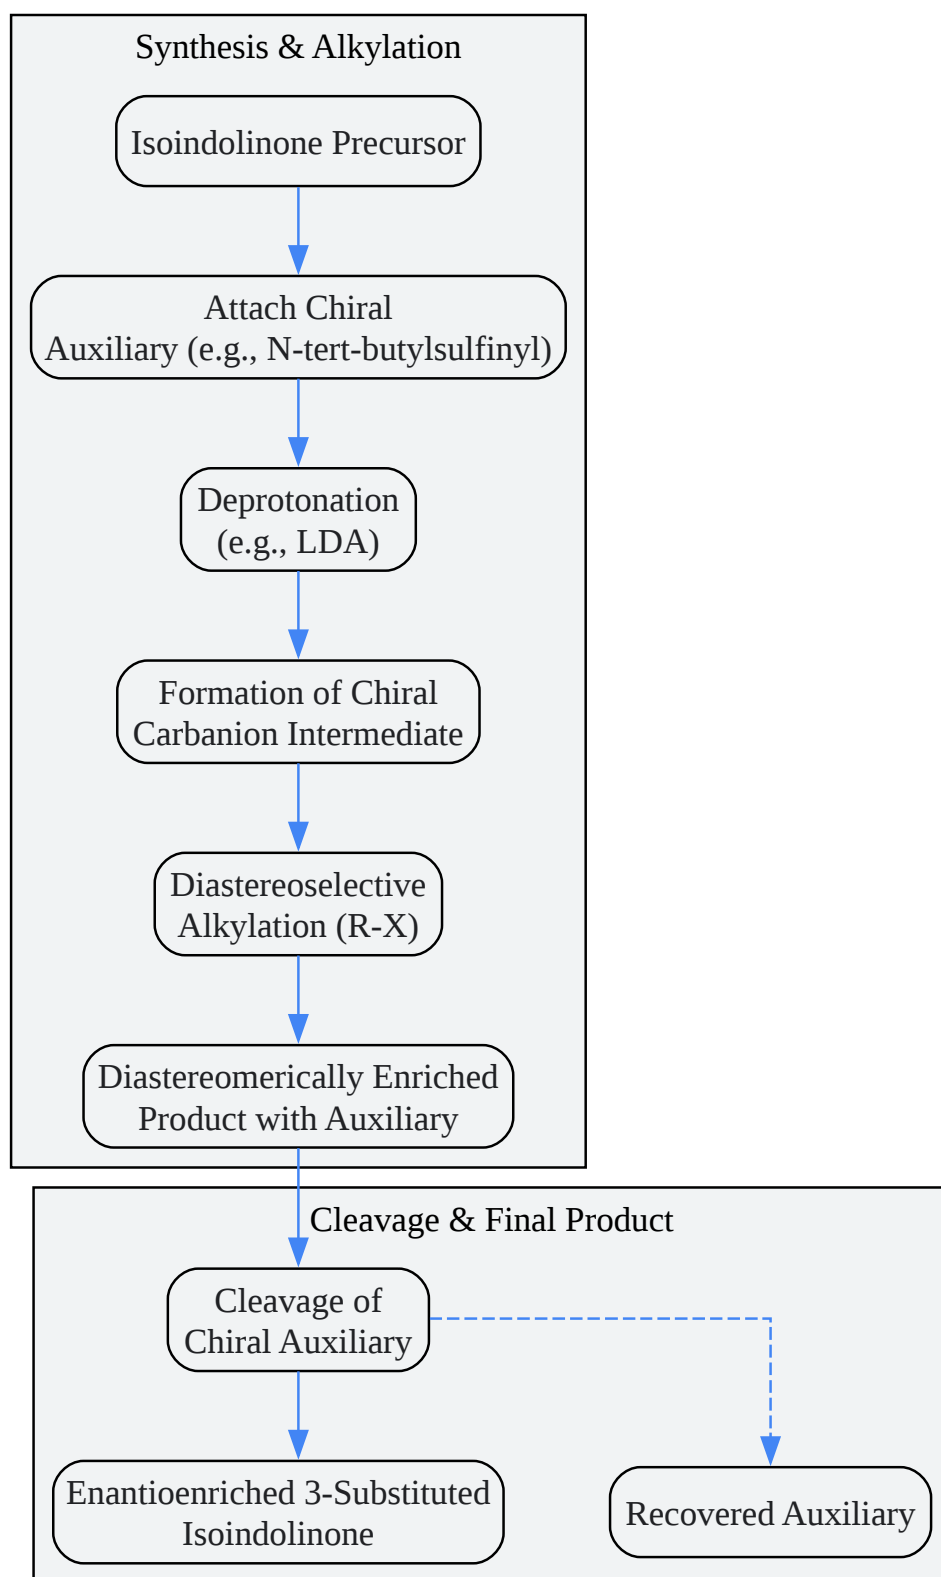 Synthesis & Alkylation
Isoindolinone Precursor
Attach Chiral
Auxiliary (e.g., N-tert-butylsulfinyl)
Deprotonation
(e.g., LDA)
Formation of Chiral
Carbanion Intermediate
Diastereoselective
Alkylation (R-X)
Diastereomerically Enriched
Product with Auxiliary
Cleavage & Final Product
Cleavage of
Chiral Auxiliary
Enantioenriched 3-Substituted
Isoindolinone
Recovered Auxiliary